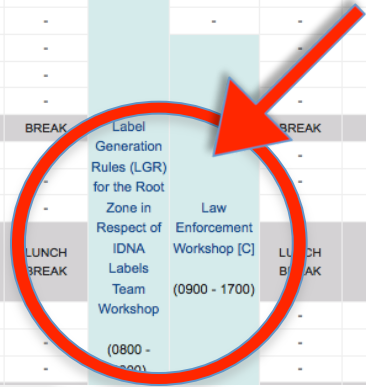 BREAK
Label
Generation
Rules (LGR)
for the Root
Zone in
Respect of
IDNA
Labels
Team
Workshop
(0800 -
Law
Enforcement
Workshop [C]
(0900 - 1700)
BREAK
LUNCH
BREAK
BREAK